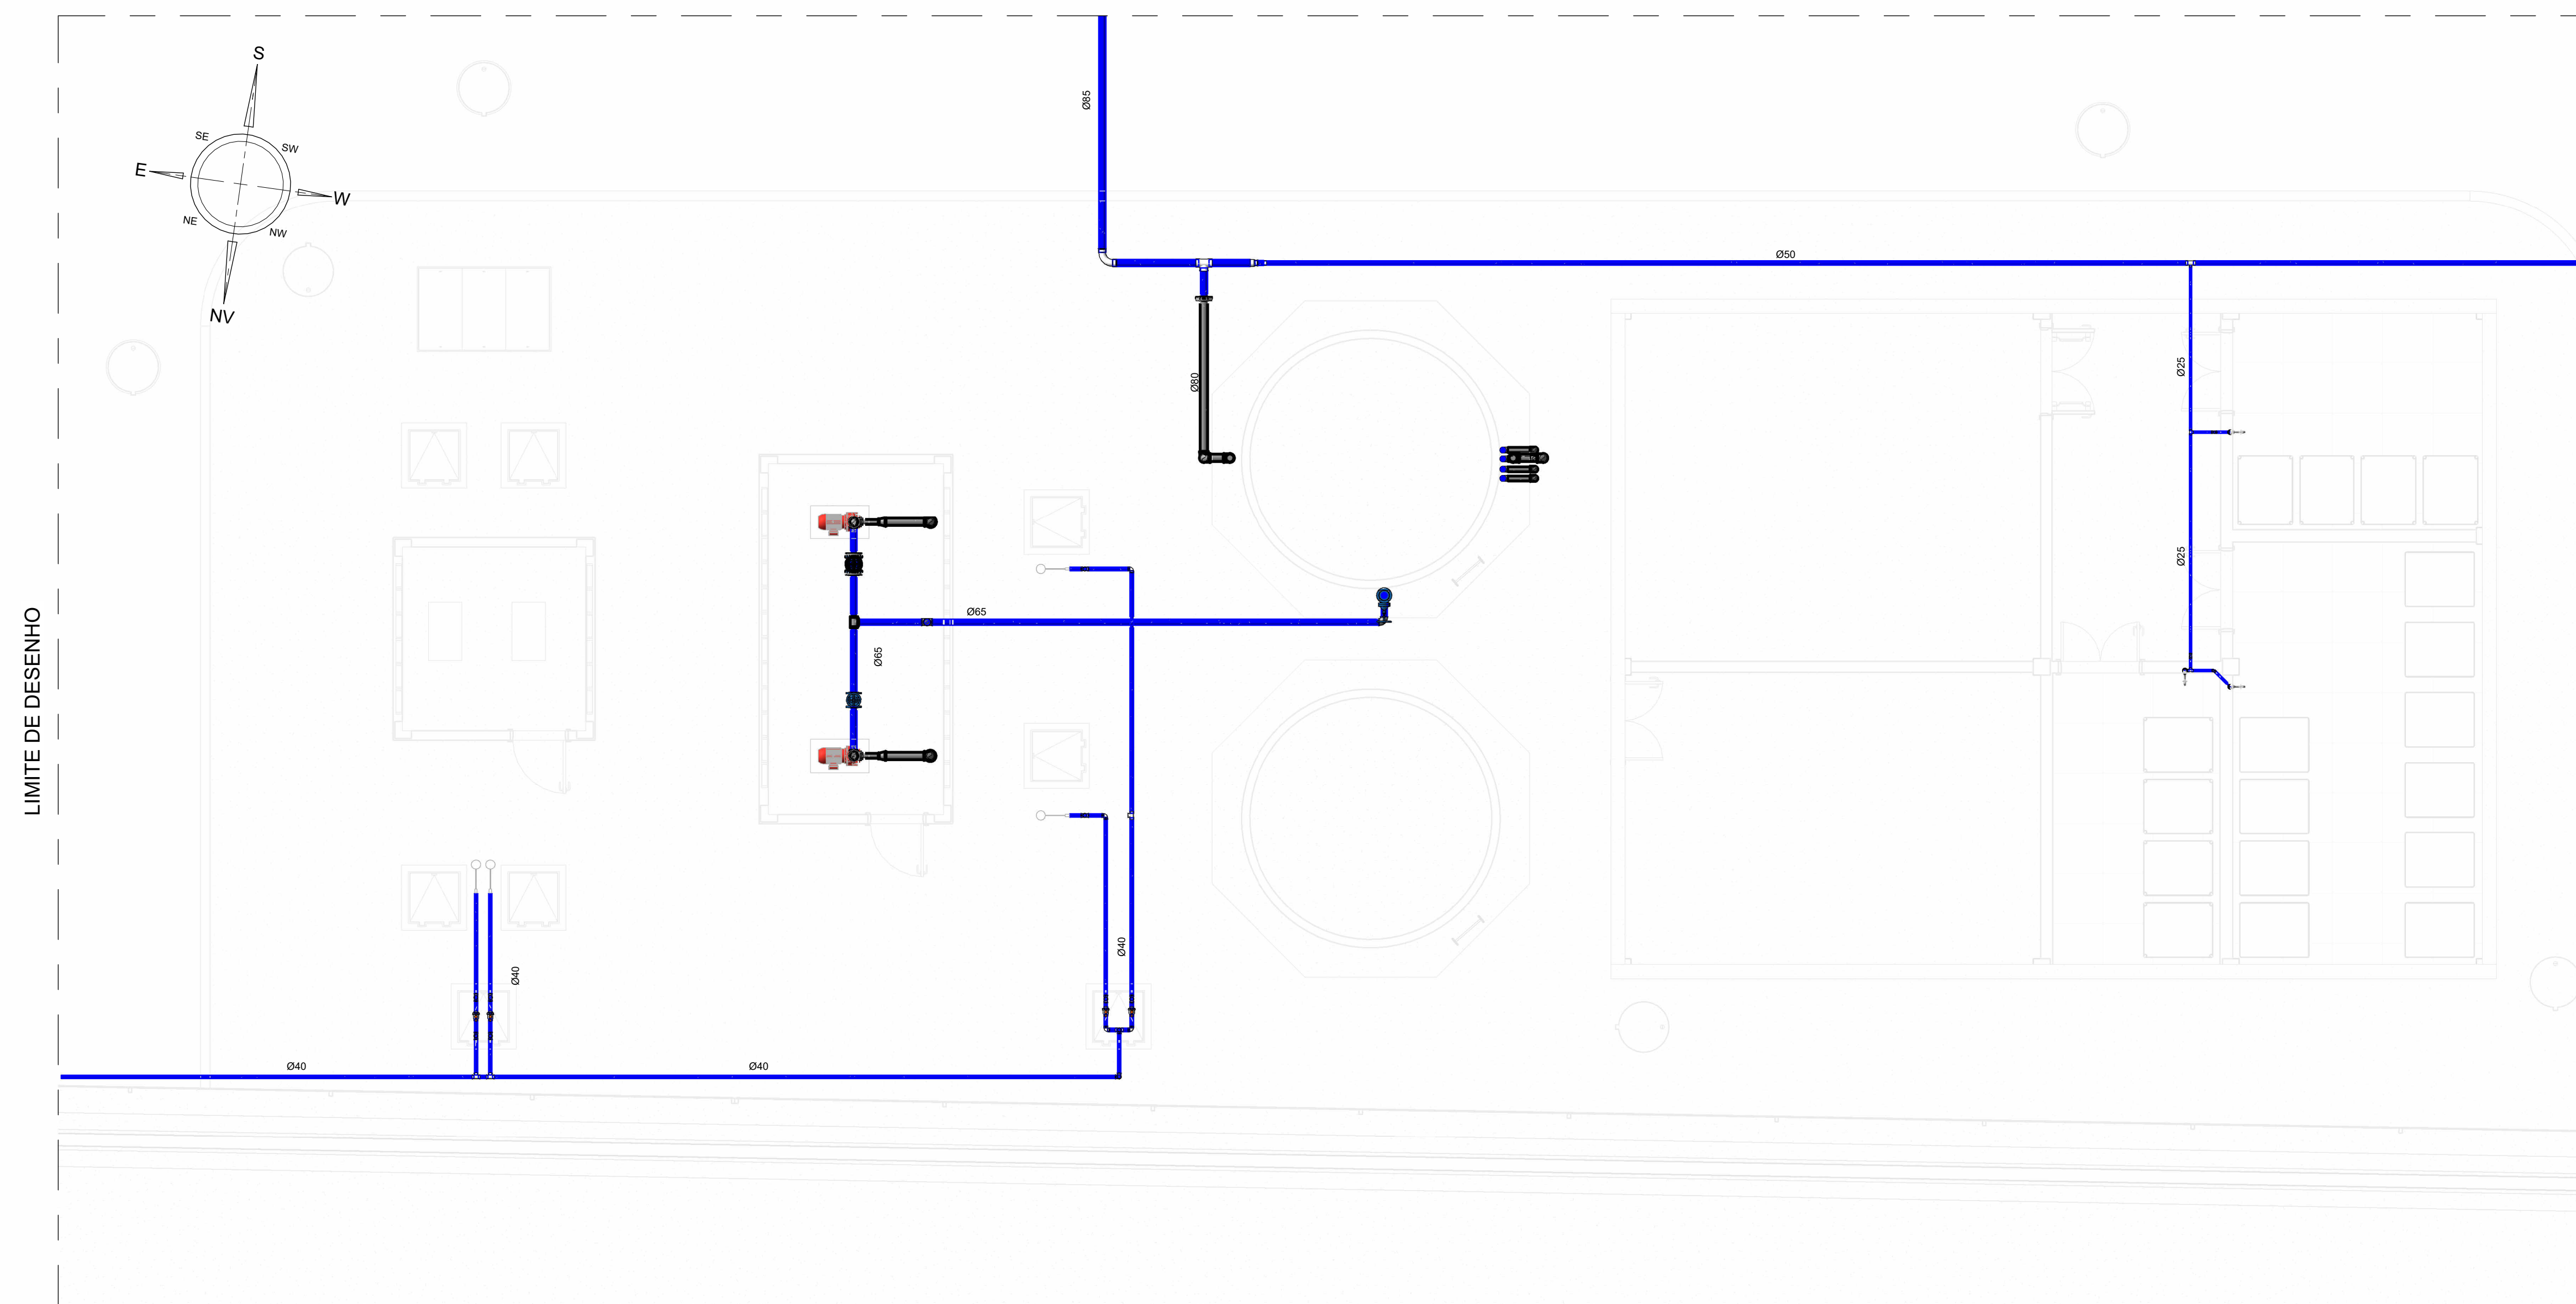 S
SE
SW
E
W
NE
NW
NV
Ø85
Ø50
Ø80
Ø25
Ø25
Ø65
Ø65
LIMITE DE DESENHO
Ø40
Ø40
Ø40
Ø40